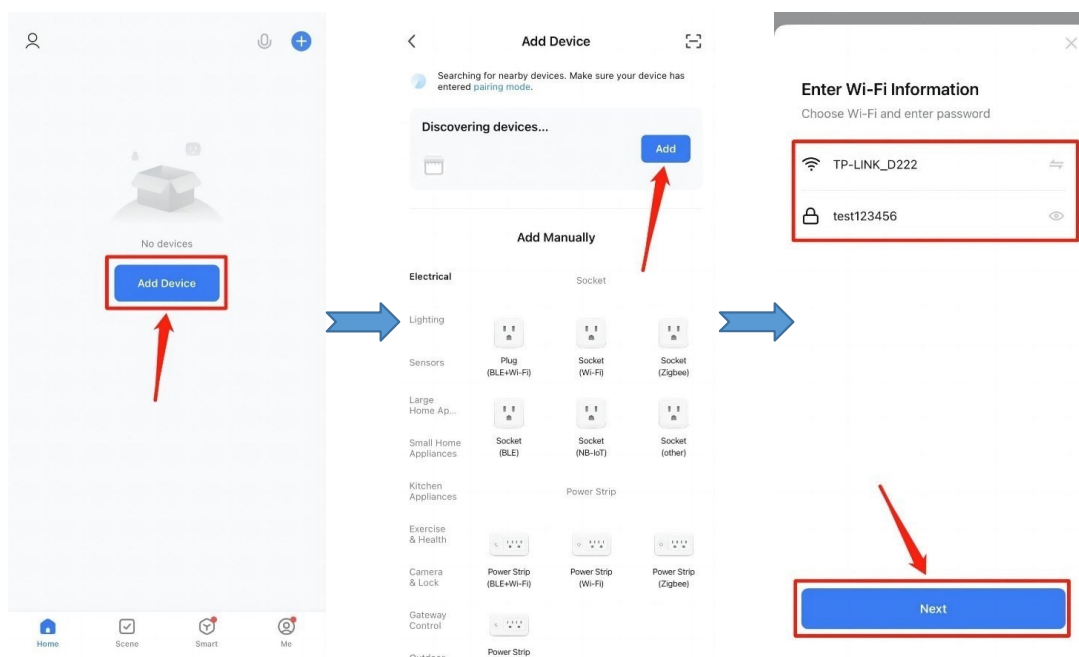 No devices
Add Device
Home
Scene
Smart
Me
Add Device
Searching for nearby devices. Make sure your device has
entered pairing mode.
Discovering devices...
Add
Add Manually
Electrical
Socket
Lighting
Plug
(BLE+Wi-Fi)
Socket
(Wi-Fi)
Socket
(Zigbee)
Sensors
Large
Home Ap...
Socket
(BLE)
Socket
(NB-IoT)
Socket
(other)
Small Home
Appliances
Kitchen
Appliances
Power Strip
Exercise
& Health
Power Strip
(BLE+Wi-Fi)
Power Strip
(Wi-Fi)
Power Strip
(Zigbee)
Camera
& Lock
Gateway
Control
Power Strip
Enter Wi-Fi Information
Choose Wi-Fi and enter password
TP-LINK_D222
test123456
Next